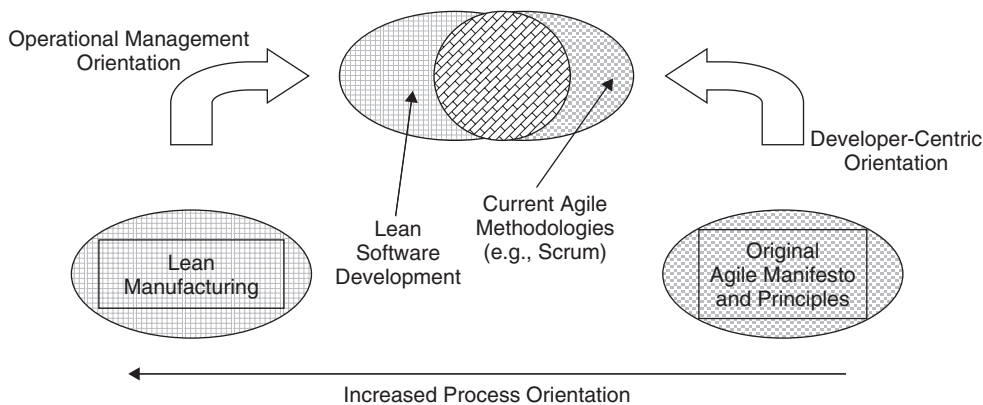 Operational Management
Orientation
Developer-Centric
Orientation
Lean
Software
Development
Current Agile
Methodologies
(e.g., Scrum)
Lean
Manufacturing
Original
Agile Manifesto
and Principles
Increased Process Orientation